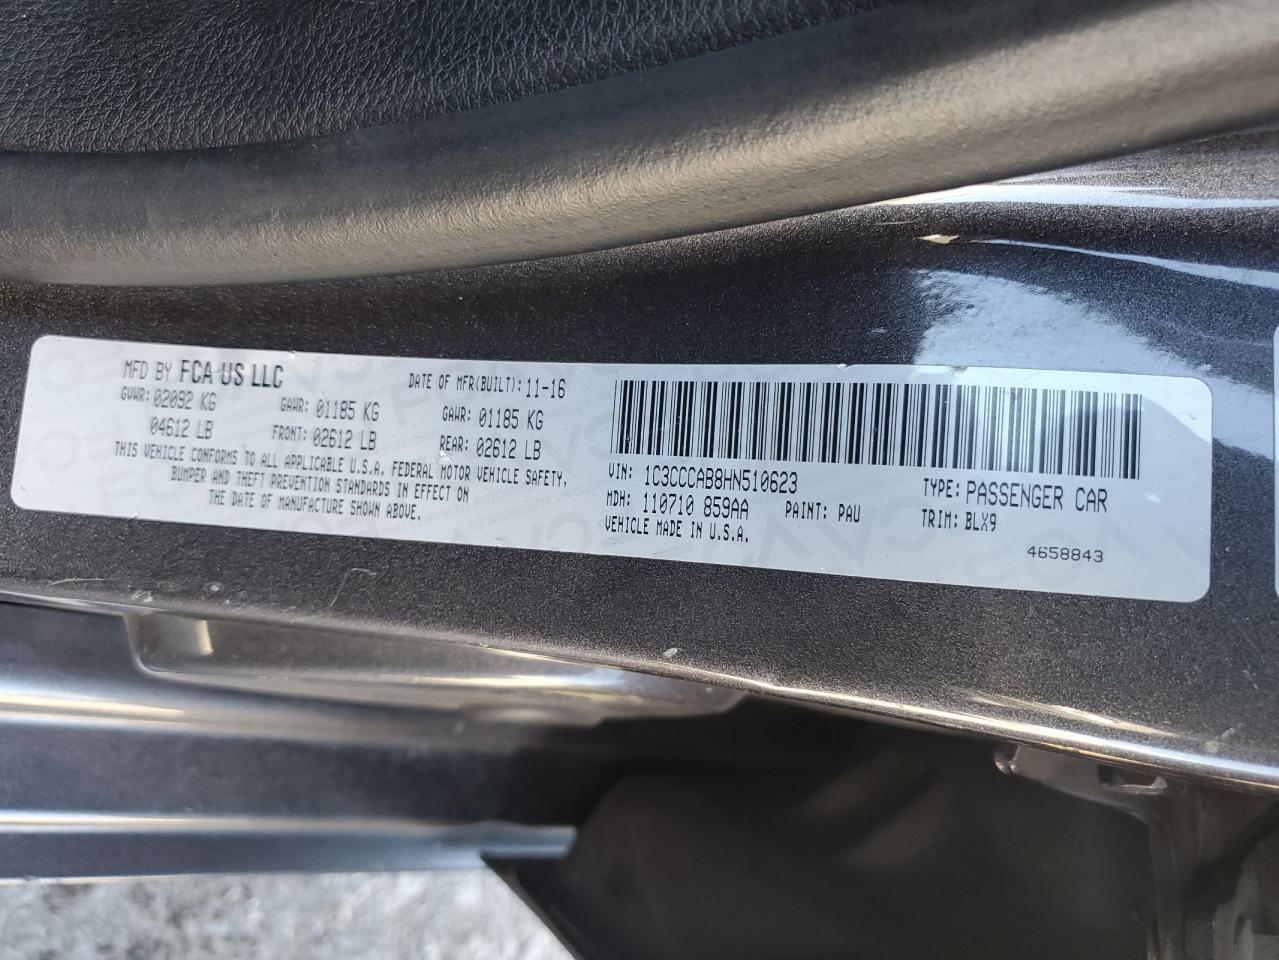 MFD BY FCA US LLC DATE OF MFR(BUILT): 11-16
GVWR: 02092 KG GAWR: 01185 KG GAWR: 01185 KG
04612 LB FRONT: 02612 LB REAR: 02612 LB
THIS VEHICLE CONFORMS TO ALL APPLICABLE U.S.A. FEDERAL MOTOR VEHICLE SAFETY,
BUMPER AND THEFT PREVENTION STANDARDS IN EFFECT ON
THE DATE OF MANUFACTURE SHOWN ABOVE.
VIN: 1C3CCCAB8HN510623 TYPE: PASSENGER CAR
MDH: 110710 859AA PAINT: PAU TRIM: BLX9
VEHICLE MADE IN U.S.A.
4658843